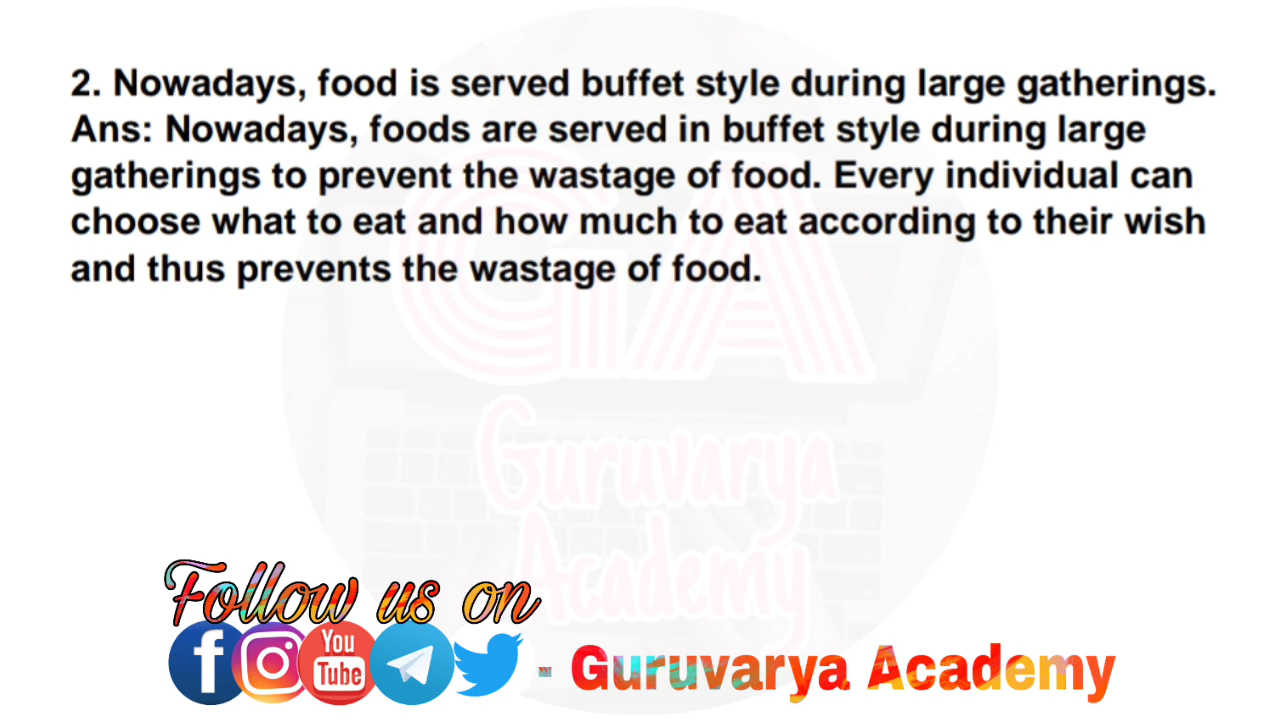 2. Nowadays, food is served buffet style during large gatherings.
Ans: Nowadays, foods are served in buffet style during large
gatherings to prevent the wastage of food. Every individual can
choose what to eat and how much to eat according to their wish
and thus prevents the wastage of food.
GA
Guruvarya
Academy
Follow us on
f You Tube - Guruvarya Academy